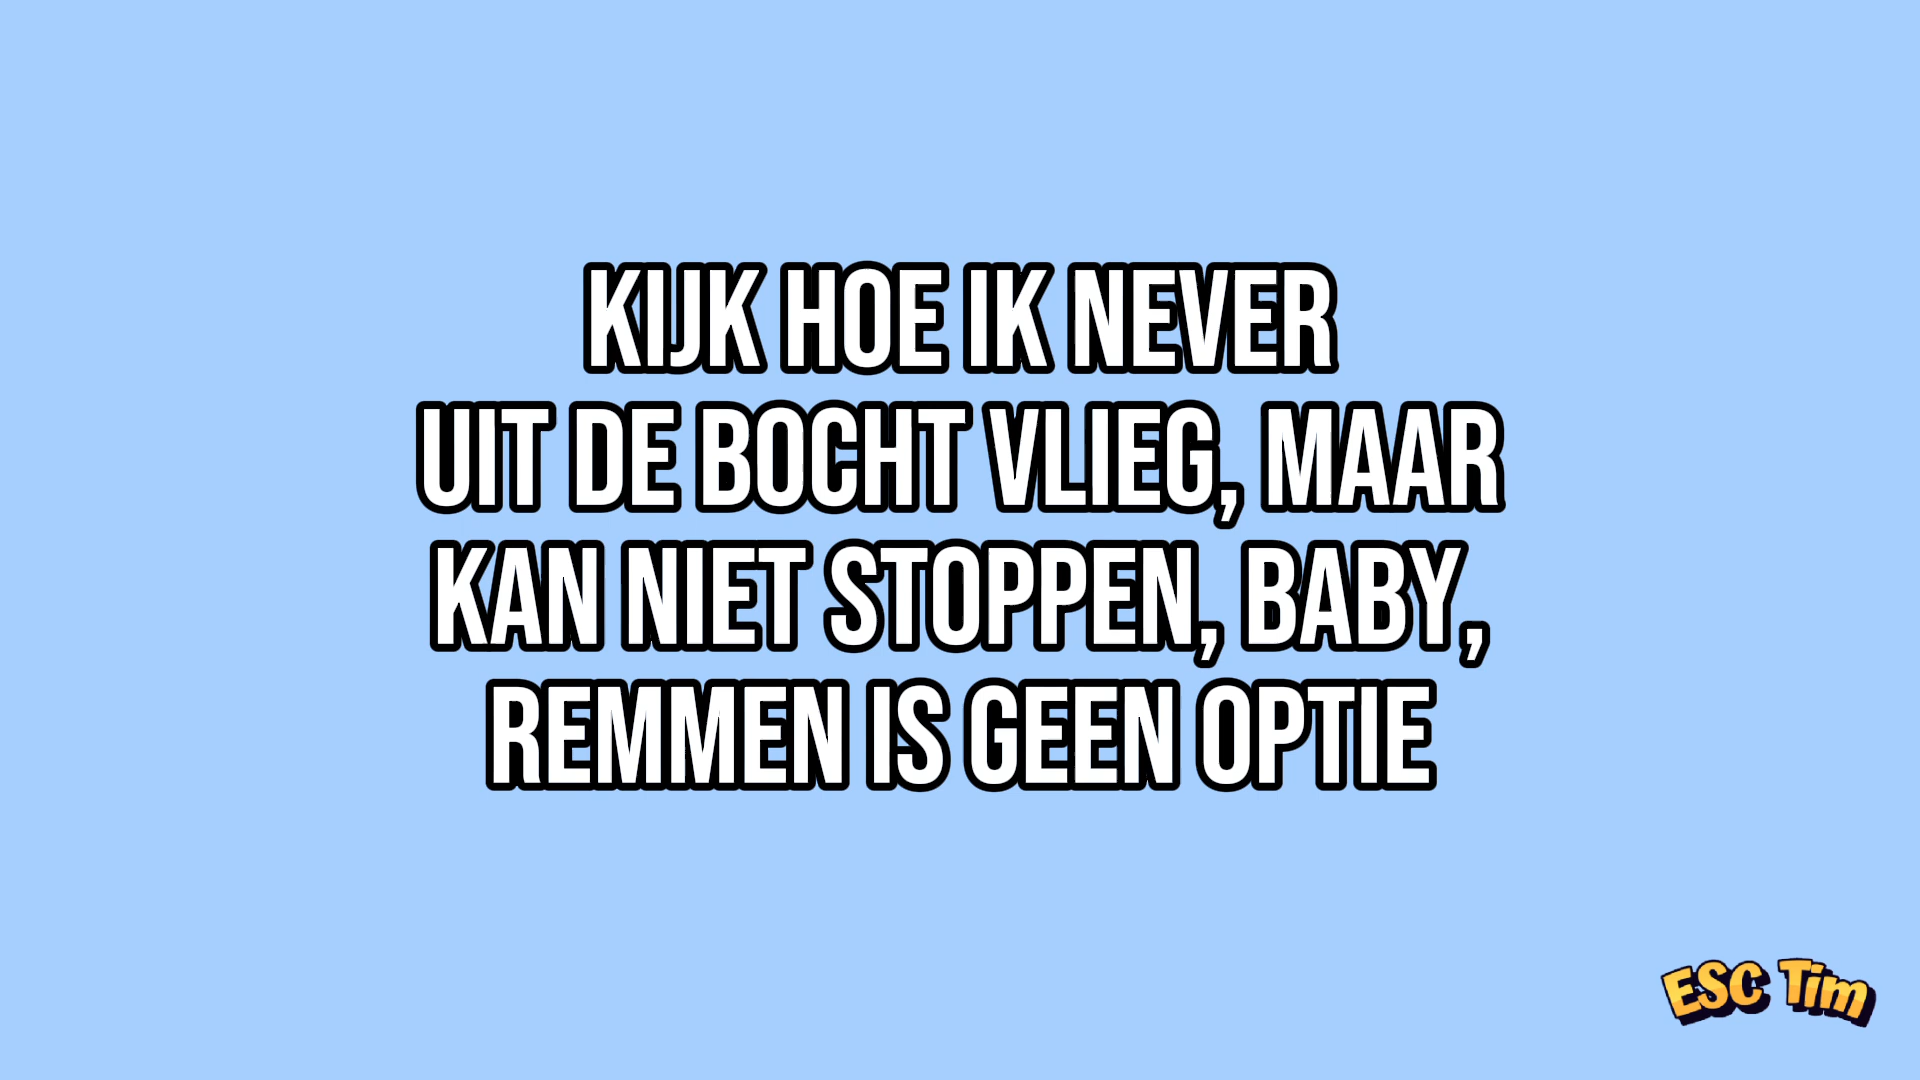 KIJK HOE IK NEVER
UIT DE BOCHT VLIEG, MAAR
KAN NIET STOPPEN, BABY,
REMMEN IS GEEN OPTIE
ESC Tim